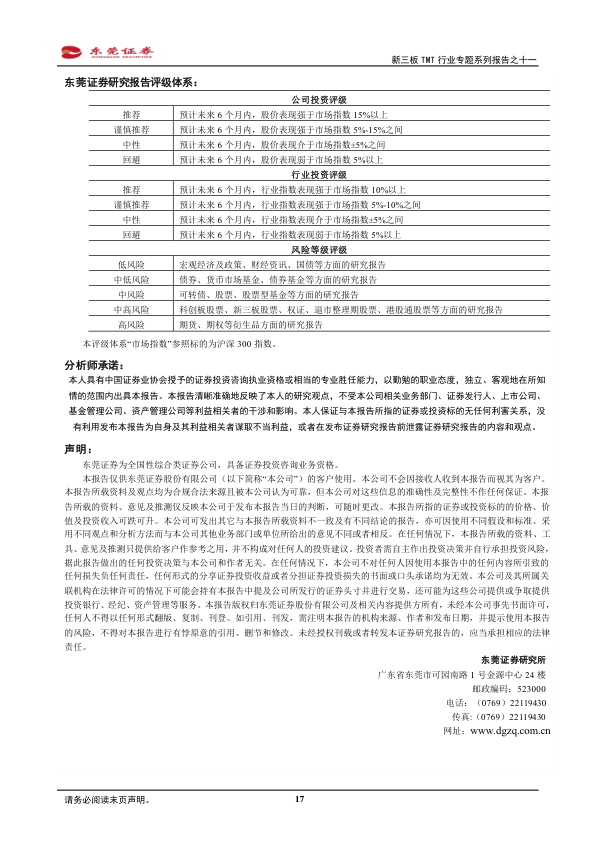 东莞证券
DONGGUAN SECURITIES
新三板 TMT 行业专题系列报告之十一
东莞证券研究报告评级体系：
公司投资评级
推荐 预计未来 6 个月内，股价表现强于市场指数 15%以上
谨慎推荐 预计未来 6 个月内，股价表现强于市场指数 5%-15%之间
中性 预计未来 6 个月内，股价表现介于市场指数±5%之间
回避 预计未来 6 个月内，股价表现弱于市场指数 5%以上
行业投资评级
推荐 预计未来 6 个月内，行业指数表现强于市场指数 10%以上
谨慎推荐 预计未来 6 个月内，行业指数表现强于市场指数 5%-10%之间
中性 预计未来 6 个月内，行业指数表现介于市场指数±5%之间
回避 预计未来 6 个月内，行业指数表现弱于市场指数 5%以上
风险等级评级
低风险 宏观经济及政策、财经资讯、国债等方面的研究报告
中低风险 债券、货币市场基金、债券基金等方面的研究报告
中风险 可转债、股票、股票型基金等方面的研究报告
中高风险 科创板股票、新三板股票、权证、退市整理期股票、港股通股票等方面的研究报告
高风险 期货、期权等衍生品方面的研究报告
本评级体系“市场指数”参照标的为沪深 300 指数。
分析师承诺：
本人具有中国证券业协会授予的证券投资咨询执业资格或相当的专业胜任能力，以勤勉的职业态度，独立、客观地在所知
情的范围内出具本报告。本报告清晰准确地反映了本人的研究观点，不受本公司相关业务部门、证券发行人、上市公司、
基金管理公司、资产管理公司等利益相关者的干涉和影响。本人保证与本报告所指的证券或投资标的无任何利害关系，没
有利用发布本报告为自身及其利益相关者谋取不当利益，或者在发布证券研究报告前泄露证券研究报告的内容和观点。
声明：
东莞证券为全国性综合类证券公司，具备证券投资咨询业务资格。
本报告仅供东莞证券股份有限公司（以下简称“本公司”）的客户使用。本公司不会因接收人收到本报告而视其为客户。
本报告所载资料及观点均为合规合法来源且被本公司认为可靠，但本公司对这些信息的准确性及完整性不作任何保证。本报
告所载的资料、意见及推测仅反映本公司于发布本报告当日的判断，可随时更改。本报告所指的证券或投资标的的价格、价
值及投资收入可跌可升。本公司可发出其它与本报告所载资料不一致及有不同结论的报告，亦可因使用不同假设和标准、采
用不同观点和分析方法而与本公司其他业务部门或单位所给出的意见不同或者相反。在任何情况下，本报告所载的资料、工
具、意见及推测只提供给客户作参考之用，并不构成对任何人的投资建议。投资者需自主作出投资决策并自行承担投资风险，
据此报告做出的任何投资决策与本公司和作者无关。在任何情况下，本公司不对任何人因使用本报告中的任何内容所引致的
任何损失负任何责任，任何形式的分享证券投资收益或者分担证券投资损失的书面或口头承诺均为无效。本公司及其所属关
联机构在法律许可的情况下可能会持有本报告中提及公司所发行的证券头寸并进行交易，还可能为这些公司提供或争取提供
投资银行、经纪、资产管理等服务。本报告版权归东莞证券股份有限公司及相关内容提供方所有，未经本公司事先书面许可，
任何人不得以任何形式翻版、复制、刊登。如引用、刊发，需注明本报告的机构来源、作者和发布日期，并提示使用本报告
的风险，不得对本报告进行有悖原意的引用、删节和修改。未经授权刊载或者转发本证券研究报告的，应当承担相应的法律
责任。
东莞证券研究所
广东省东莞市可园南路 1 号金源中心 24 楼
邮政编码：523000
电话：（0769）22119430
传真:（0769）22119430
网址：www.dgzq.com.cn
请务必阅读末页声明。
17